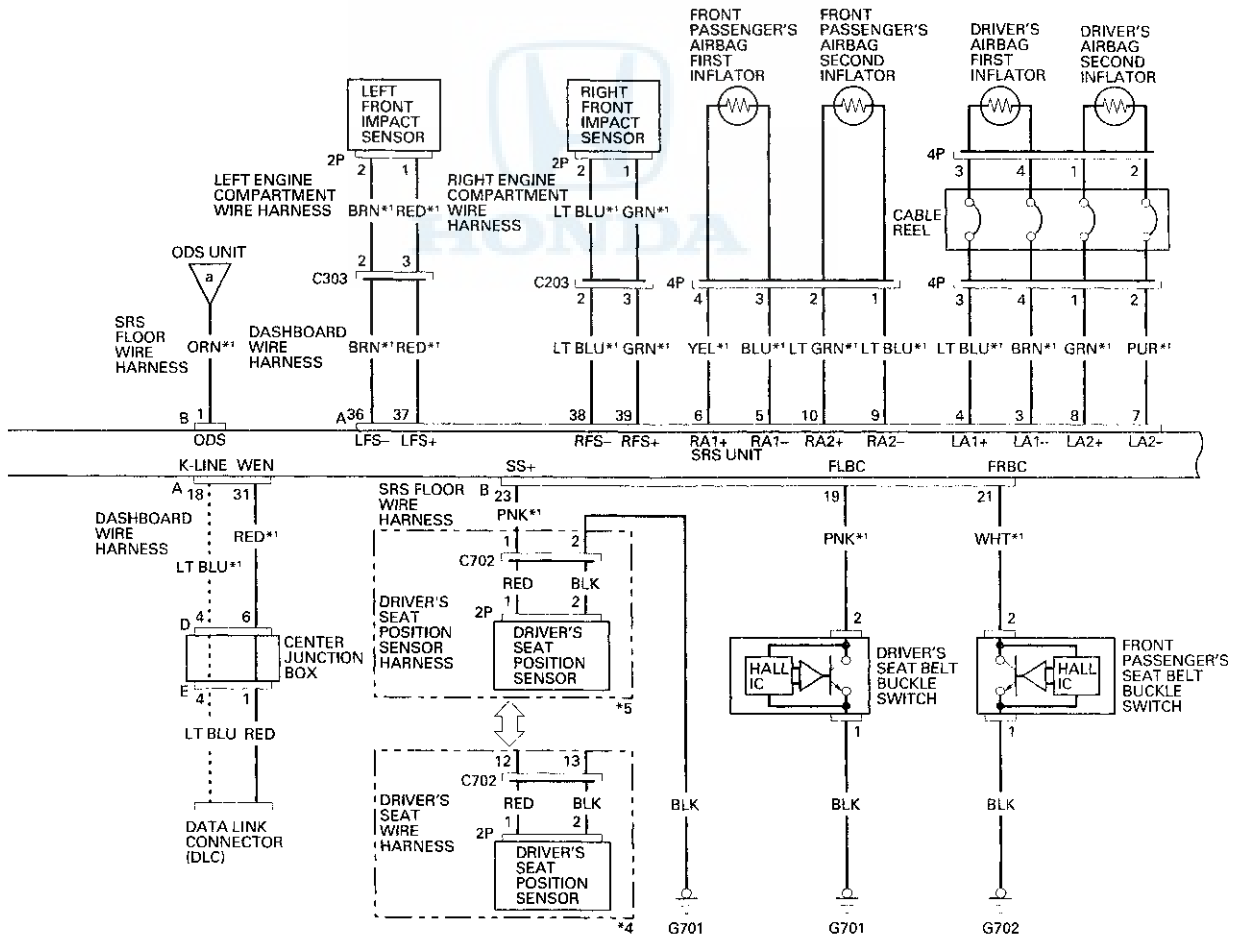 FRONT
PASSENGER'S
AIRBAG
FIRST
INFLATOR
FRONT
PASSENGER'S
AIRBAG
SECOND
INFLATOR
DRIVER'S
AIRBAG
FIRST
INFLATOR
DRIVER'S
AIRBAG
SECOND
INFLATOR
LEFT
FRONT
IMPACT
SENSOR
RIGHT
FRONT
IMPACT
SENSOR
2P
2 1
2P
2 1
4P
3 4 1 2
LEFT ENGINE
COMPARTMENT
WIRE HARNESS
BRN*1 RED*1
RIGHT ENGINE
COMPARTMENT
WIRE
HARNESS
LT BLU*1 GRN*1
CABLE
REEL
HONDA
ODS UNIT
a
2 3
C303
C203
2 3
4P
4 3 2 1
4P
3 4 1 2
SRS
FLOOR
WIRE
HARNESS
ORN*1
DASHBOARD
WIRE
HARNESS
BRN*1 RED*1
LT BLU*1 GRN*1
YEL*1 BLU*1 LT GRN*1 LT BLU*1
LT BLU*1 BRN*1 GRN*1 PUR*1
B 1
A 36 37
38 39
6 5 10 9
4 3 8 7
ODS
LFS− LFS+
RFS− RFS+
RA1+ RA1− RA2+ RA2−
LA1+ LA1-- LA2+ LA2−
SRS UNIT
K-LINE WEN
SS+
FLBC
FRBC
A 18 31
SRS FLOOR
WIRE
HARNESS
B 23
19
21
DASHBOARD
WIRE
HARNESS
RED*1
LT BLU*1
PNK*1
PNK*1
WHT*1
1 2
C702
RED BLK
1 2
2P
DRIVER'S
SEAT
POSITION
SENSOR
HARNESS
DRIVER'S
SEAT
POSITION
SENSOR
*5
D 4 6
CENTER
JUNCTION
BOX
E 4 1
LT BLU RED
2
HALL
IC
1
DRIVER'S
SEAT BELT
BUCKLE
SWITCH
2
HALL
IC
1
FRONT
PASSENGER'S
SEAT BELT
BUCKLE
SWITCH
12 13
C702
RED BLK
1 2
2P
DRIVER'S
SEAT
WIRE
HARNESS
DRIVER'S
SEAT
POSITION
SENSOR
*4
DATA LINK
CONNECTOR
(DLC)
BLK
BLK
BLK
G701
G701
G702